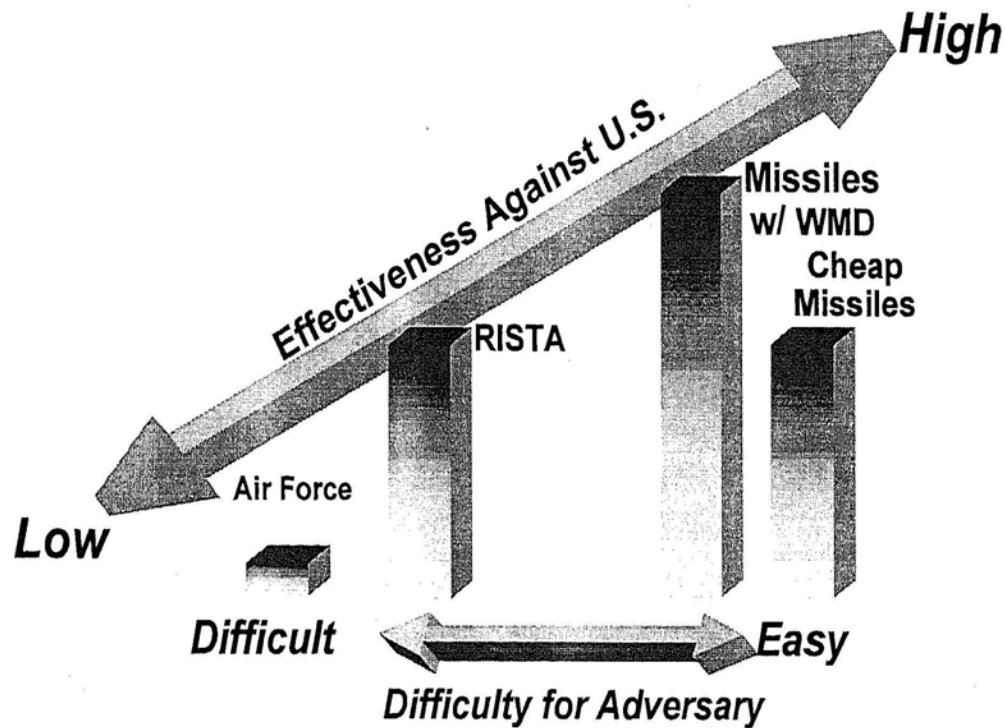 High
Effectiveness Against U.S.
Missiles
w/ WMD
Cheap
Missiles
RISTA
Air Force
Low
Difficult
Easy
Difficulty for Adversary